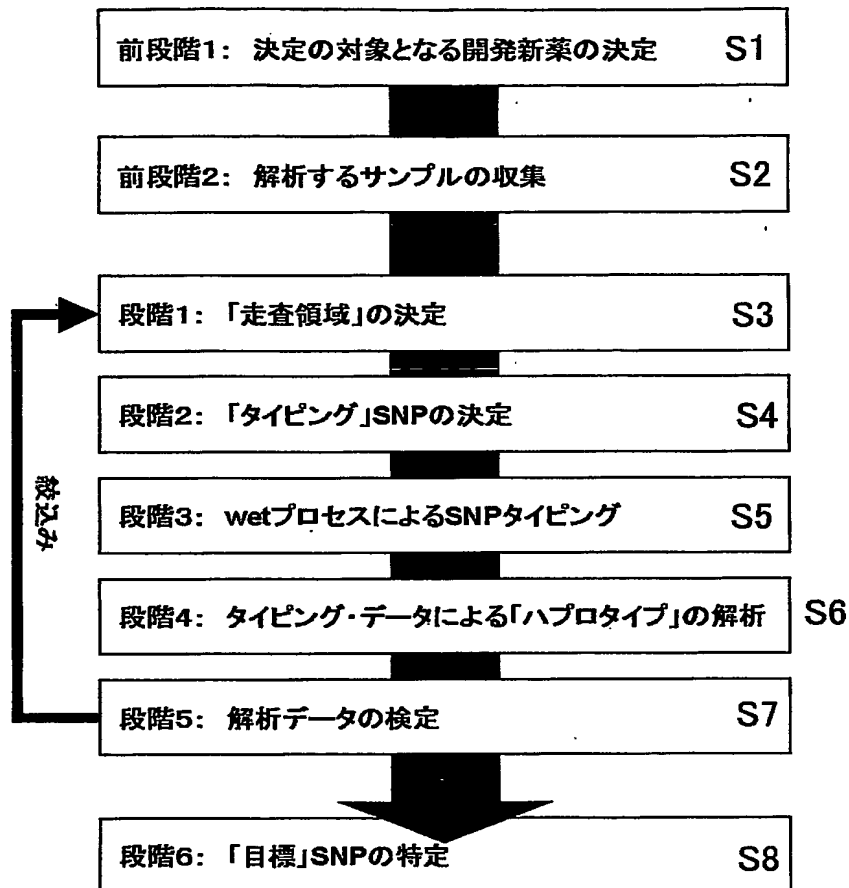 前段階1: 決定の対象となる開発新薬の決定 S1
前段階2: 解析するサンプルの収集 S2
段階1: 「走査領域」の決定 S3
段階2: 「タイピング」SNPの決定 S4
絞込み
段階3: wetプロセスによるSNPタイピング S5
段階4: タイピング・データによる「ハプロタイプ」の解析 S6
段階5: 解析データの検定 S7
段階6: 「目標」SNPの特定 S8